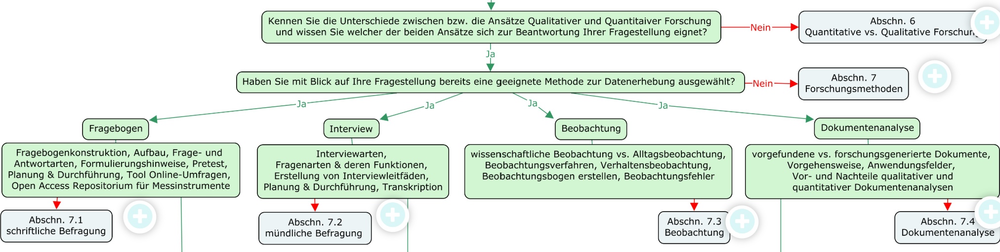 Kennen Sie die Unterschiede zwischen bzw. die Ansätze Qualitativer und Quantitaiver Forschung
und wissen Sie welcher der beiden Ansätze sich zur Beantwortung Ihrer Fragestellung eignet?
Nein
Abschn. 6
Quantitative vs. Qualitative Forschung
Ja
Haben Sie mit Blick auf Ihre Fragestellung bereits eine geeignete Methode zur Datenerhebung ausgewählt?
Nein
Abschn. 7
Forschungsmethoden
Ja
Ja
Ja
Ja
Fragebogen
Interview
Beobachtung
Dokumentenanalyse
Fragebogenkonstruktion, Aufbau, Frage- und
Antwortarten, Formulierungshinweise, Pretest,
Planung & Durchführung, Tool Online-Umfragen,
Open Access Repositorium für Messinstrumente
Interviewarten,
Fragenarten & deren Funktionen,
Erstellung von Interviewleitfäden,
Planung & Durchführung, Transkription
wissenschaftliche Beobachtung vs. Alltagsbeobachtung,
Beobachtungsverfahren, Verhaltensbeobachtung,
Beobachtungsbogen erstellen, Beobachtungsfehler
vorgefundene vs. forschungsgenerierte Dokumente,
Vorgehensweise, Anwendungsfelder,
Vor- und Nachteile qualitativer und
quantitativer Dokumentenanalysen
Abschn. 7.1
schriftliche Befragung
Abschn. 7.2
mündliche Befragung
Abschn. 7.3
Beobachtung
Abschn. 7.4
Dokumentenanalyse